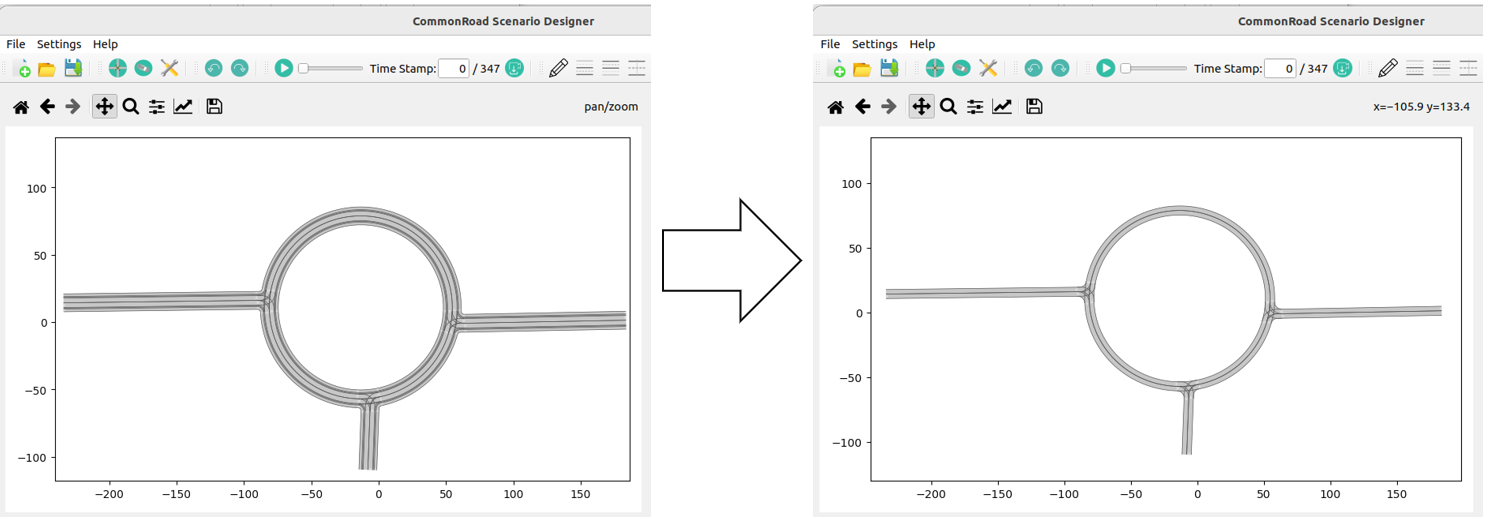 CommonRoad Scenario Designer
File Settings Help
Time Stamp: 0 / 347
pan/zoom
100
50
0
−50
−100
−200 −150 −100 −50 0 50 100 150
CommonRoad Scenario Designer
File Settings Help
Time Stamp: 0 / 347
x=−105.9 y=133.4
100
50
0
−50
−100
−200 −150 −100 −50 0 50 100 150